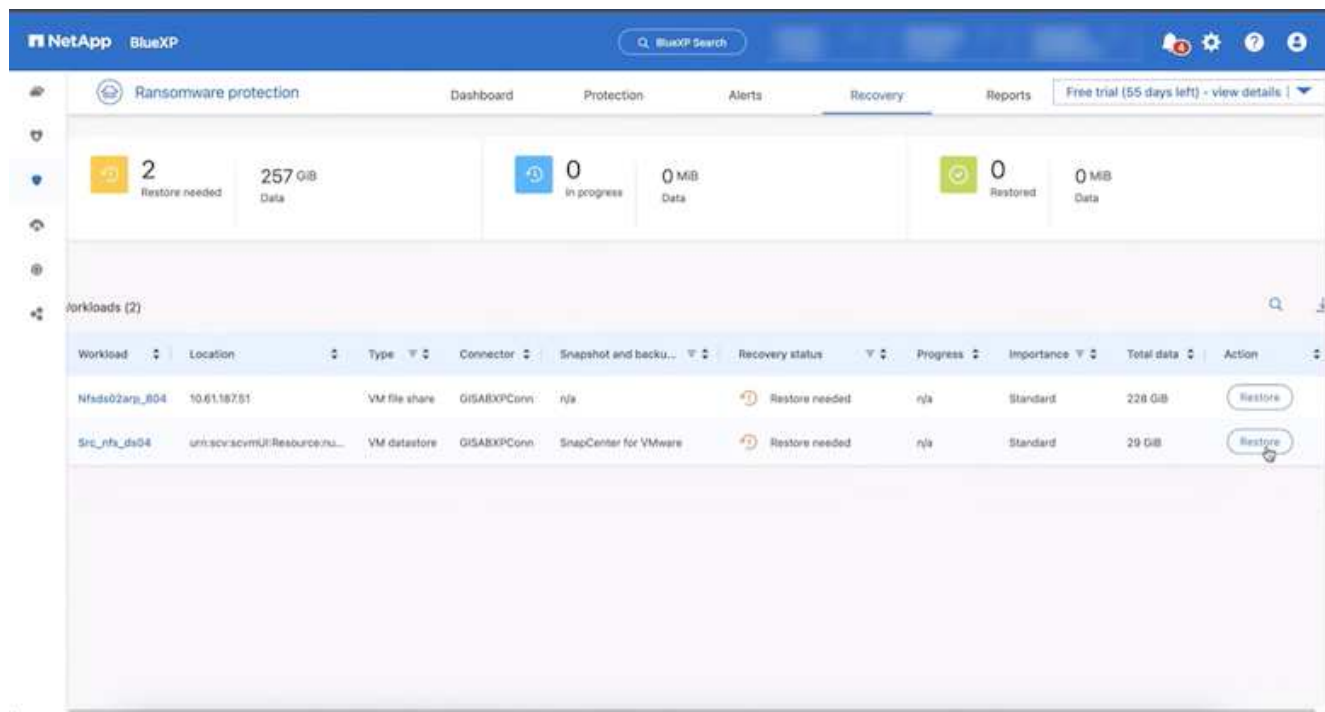 NetApp BlueXP BlueXP Search 4
Ransomware protection Dashboard Protection Alerts Recovery Reports Free trial (55 days left) - view details |
2 257 GiB 0 0 MiB 0 0 MiB
Restore needed Data In progress Data Restored Data
Workloads (2)
Workload Location Type Connector Snapshot and backu... Recovery status Progress Importance Total data Action
Nfsds02arp_804 10.61.187.51 VM file share GISABXPConn n/a Restore needed n/a Standard 228 GiB Restore
Src_nfs_ds04 urn:scv:scvmUI:Resource:nu... VM datastore GISABXPConn SnapCenter for VMware Restore needed n/a Standard 29 GiB Restore